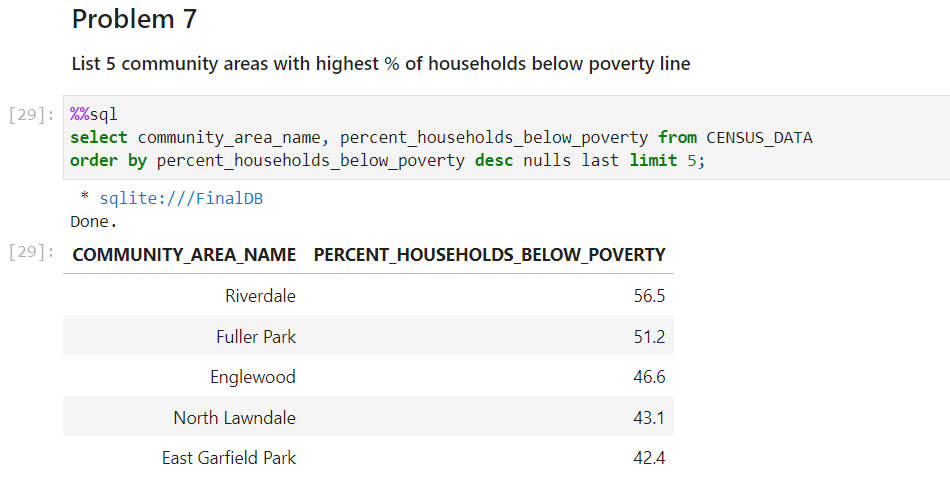 Problem 7
List 5 community areas with highest % of households below poverty line
[29]: %%sql
select community_area_name, percent_households_below_poverty from CENSUS_DATA
order by percent_households_below_poverty desc nulls last limit 5;
* sqlite:///FinalDB
Done.
[29]: COMMUNITY_AREA_NAME PERCENT_HOUSEHOLDS_BELOW_POVERTY
Riverdale 56.5
Fuller Park 51.2
Englewood 46.6
North Lawndale 43.1
East Garfield Park 42.4